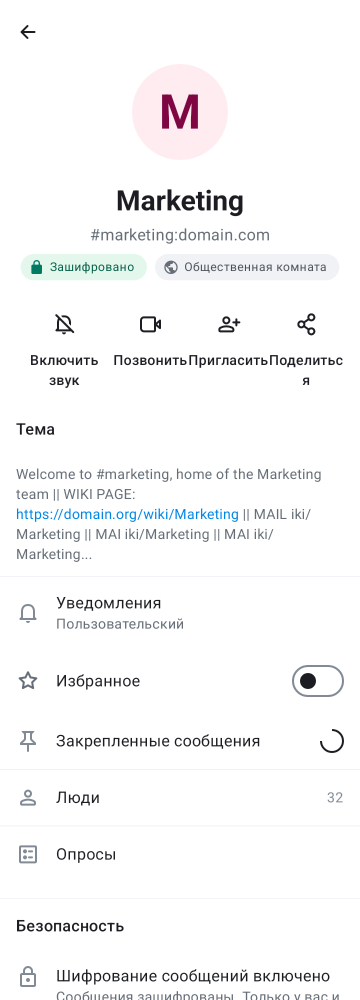 M
Marketing
#marketing:domain.com
Зашифровано
Общественная комната
Включить звук
Позвонить
Пригласить
Поделитьс
я
Тема
Welcome to #marketing, home of the Marketing
team || WIKI PAGE:
https://domain.org/wiki/Marketing || MAIL iki/
Marketing || MAI iki/Marketing || MAI iki/
Marketing...
Уведомления
Пользовательский
Избранное
Закрепленные сообщения
Люди 32
Опросы
Безопасность
Шифрование сообщений включено
Сообщения зашифрованы. Только у вас и